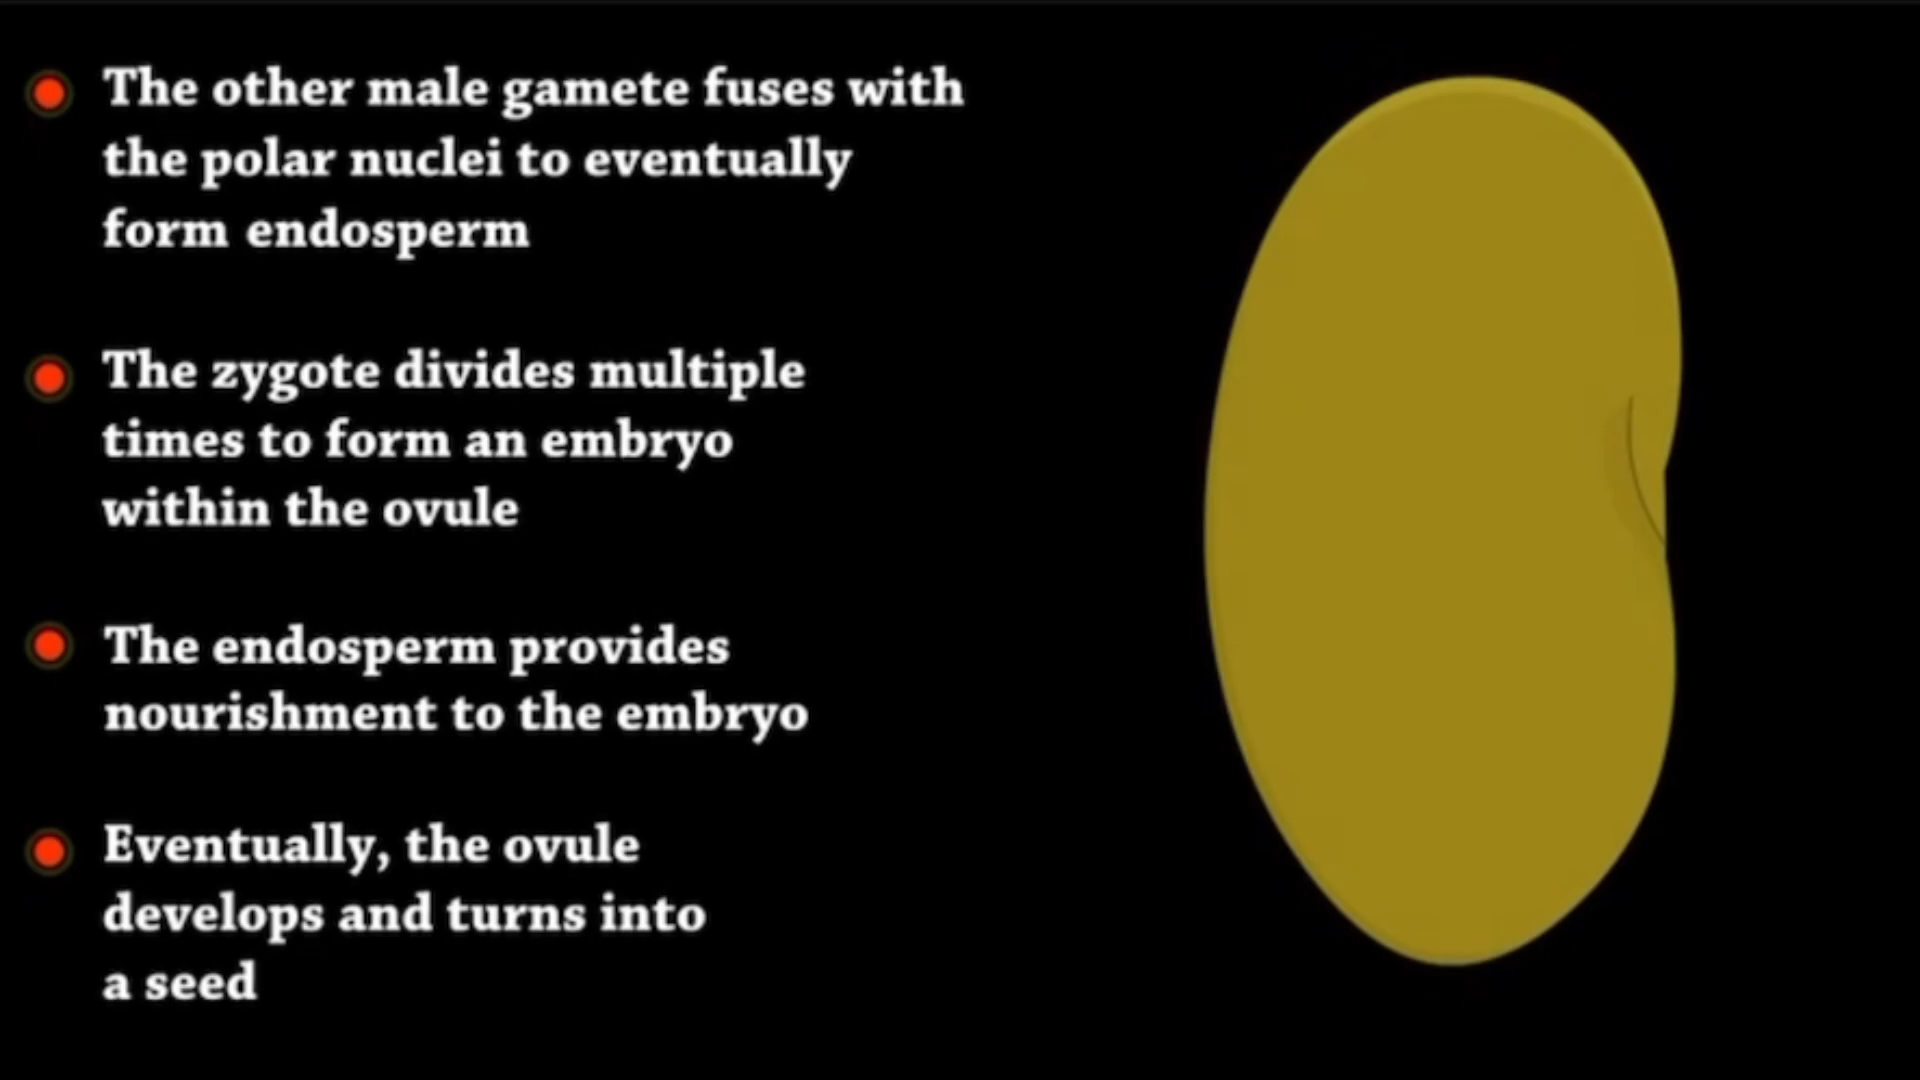 The other male gamete fuses with
the polar nuclei to eventually
form endosperm
The zygote divides multiple
times to form an embryo
within the ovule
The endosperm provides
nourishment to the embryo
Eventually, the ovule
develops and turns into
a seed